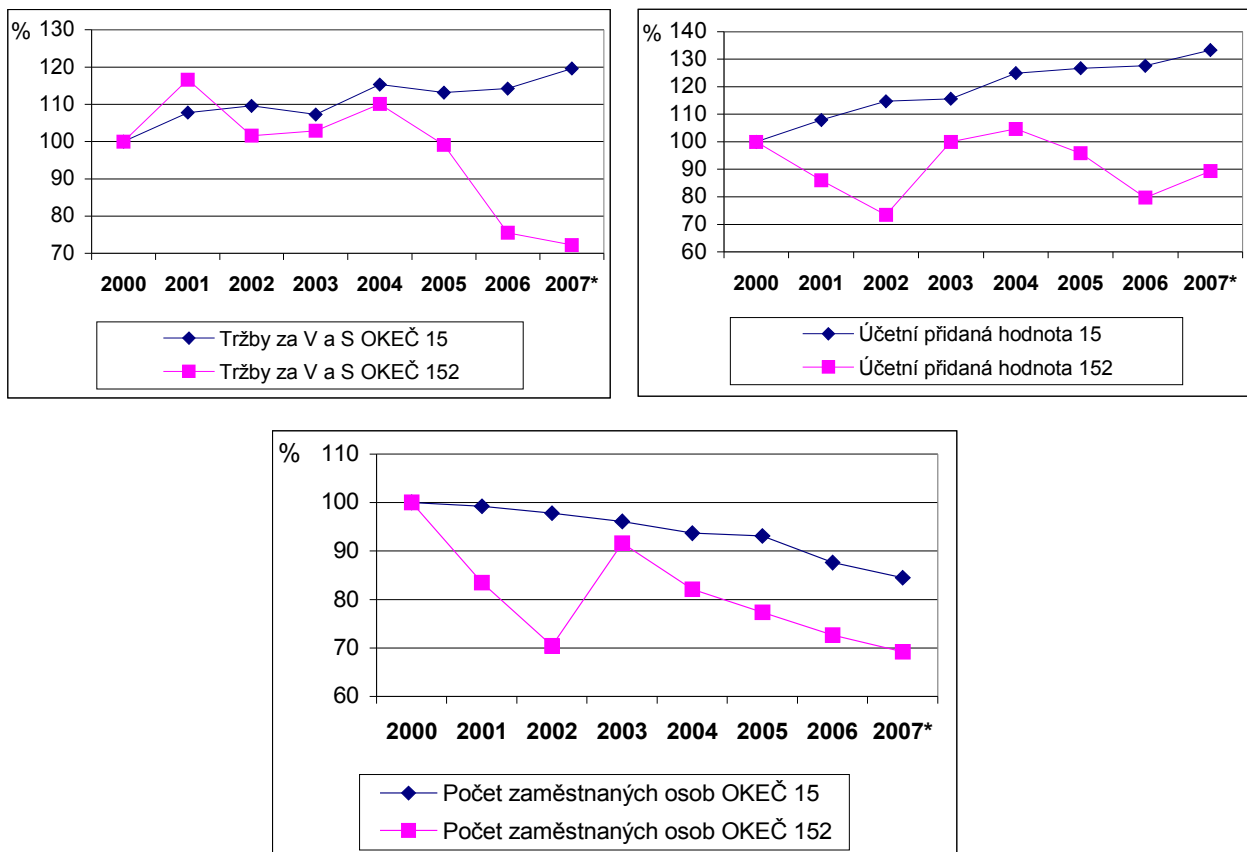 %
130
120
110
100
90
80
70
2000 2001 2002 2003 2004 2005 2006 2007*
Tržby za V a S OKEČ 15
Tržby za V a S OKEČ 152
%
140
130
120
110
100
90
80
70
60
2000 2001 2002 2003 2004 2005 2006 2007*
Účetní přidaná hodnota 15
Účetní přidaná hodnota 152
%
110
100
90
80
70
60
2000 2001 2002 2003 2004 2005 2006 2007*
Počet zaměstnaných osob OKEČ 15
Počet zaměstnaných osob OKEČ 152